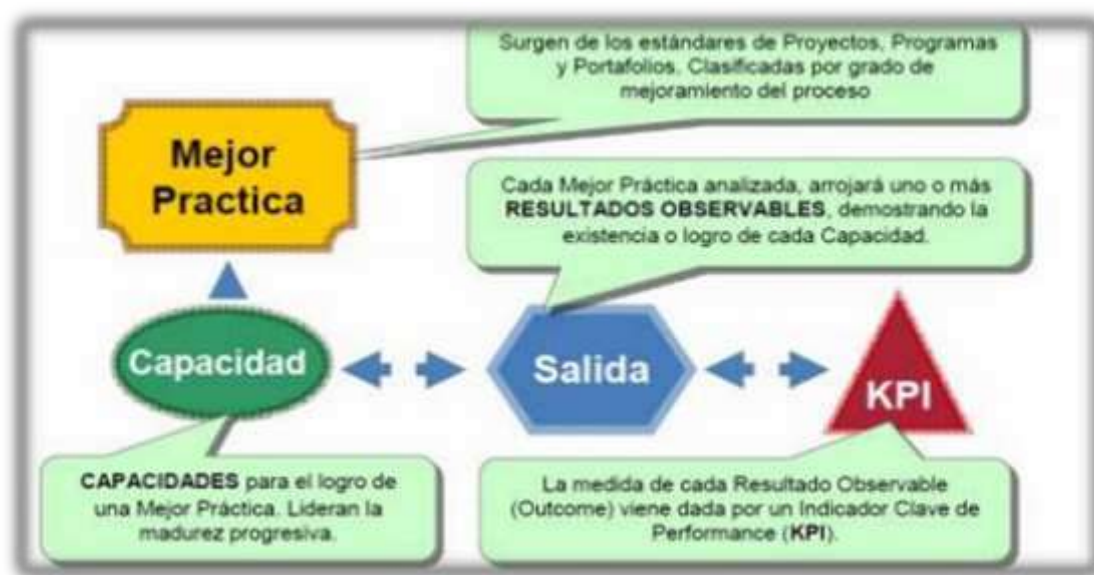 Surgen de los estándares de Proyectos, Programas
y Portafolios. Clasificadas por grado de
mejoramiento del proceso
Mejor
Practica
Cada Mejor Práctica analizada, arrojará uno o más
RESULTADOS OBSERVABLES, demostrando la
existencia o logro de cada Capacidad.
Capacidad
Salida
KPI
CAPACIDADES para el logro de
una Mejor Práctica. Lideran la
madurez progresiva.
La medida de cada Resultado Observable
(Outcome) viene dada por un Indicador Clave de
Performance (KPI).